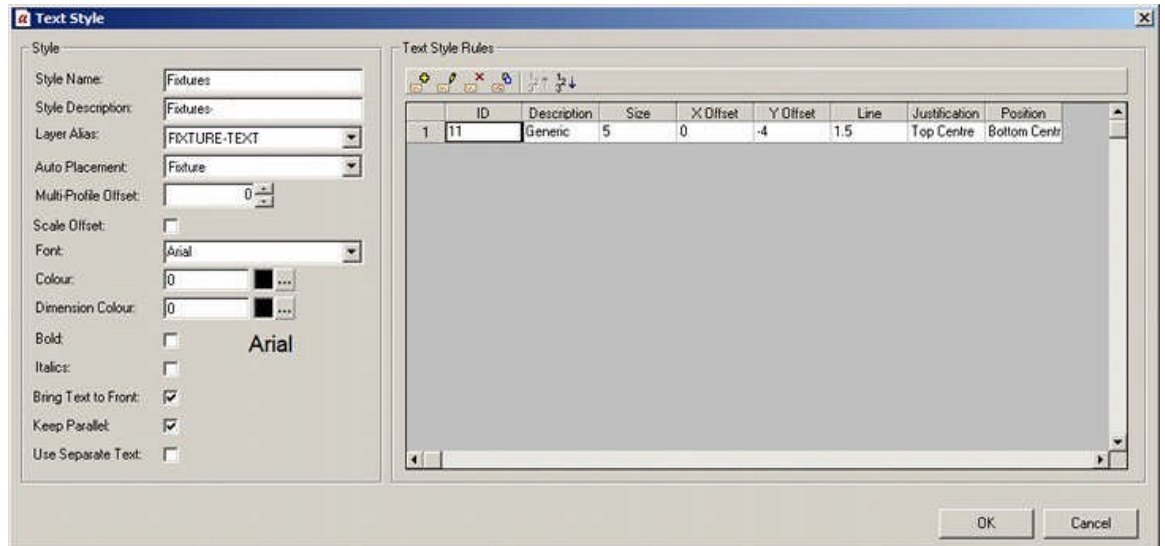 Text Style
Style
Style Name: Fixtures
Style Description: Fixtures
Layer Alias: FIXTURE-TEXT
Auto Placement: Fixture
Multi-Profile Offset: 0
Scale Offset:
Font: Arial
Colour: 0 ...
Dimension Colour: 0 ...
Bold:
Arial
Italics:
Bring Text to Front:
Keep Parallel:
Use Separate Text:
Text Style Rules
ID Description Size X Offset Y Offset Line Justification Position
1 11 Generic 5 0 -4 1.5 Top Centre Bottom Centr
OK Cancel